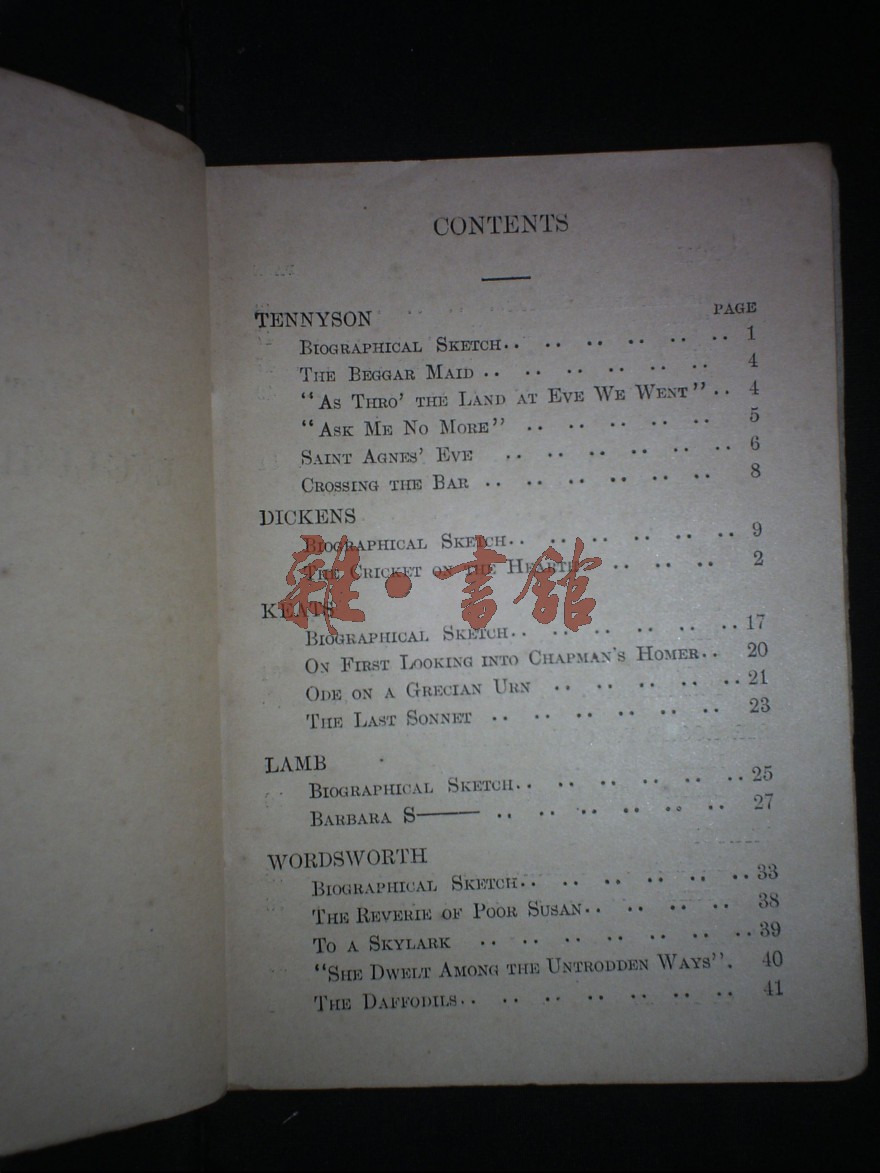 CONTENTS
PAGE
TENNYSON
BIOGRAPHICAL SKETCH.. .. .. .. .. .. 1
THE BEGGAR MAID .. .. .. .. .. .. 4
"AS THRO' THE LAND AT EVE WE WENT" .. 4
"ASK ME NO MORE" .. .. .. .. .. 5
SAINT AGNES' EVE .. .. .. .. .. .. 6
CROSSING THE BAR .. .. .. .. .. .. 8
DICKENS
BIOGRAPHICAL SKETCH.. .. .. .. .. .. 9
THE CRICKET ON THE HEARTH .. .. .. 2
雜·書館
KEATS
BIOGRAPHICAL SKETCH.. .. .. .. .. .. 17
ON FIRST LOOKING INTO CHAPMAN'S HOMER.. 20
ODE ON A GRECIAN URN .. .. .. .. .. 21
THE LAST SONNET .. .. .. .. .. .. 23
LAMB
BIOGRAPHICAL SKETCH.. .. .. .. .. .. 25
BARBARA S—— .. .. .. .. .. .. 27
WORDSWORTH
BIOGRAPHICAL SKETCH.. .. .. .. .. .. 33
THE REVERIE OF POOR SUSAN.. .. .. .. 38
TO A SKYLARK .. .. .. .. .. .. .. 39
"SHE DWELT AMONG THE UNTRODDEN WAYS". 40
THE DAFFODILS.. .. .. .. .. .. .. 41